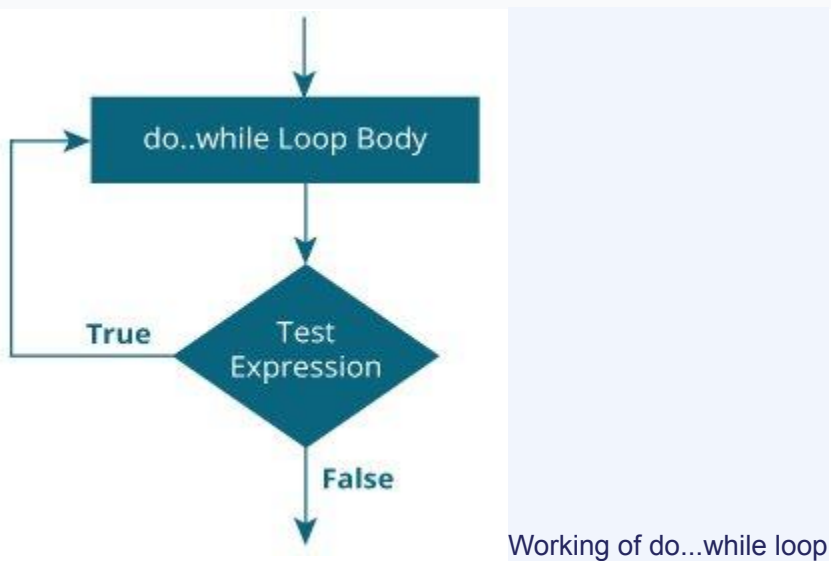 do..while Loop Body
True
Test
Expression
False
Working of do...while loop